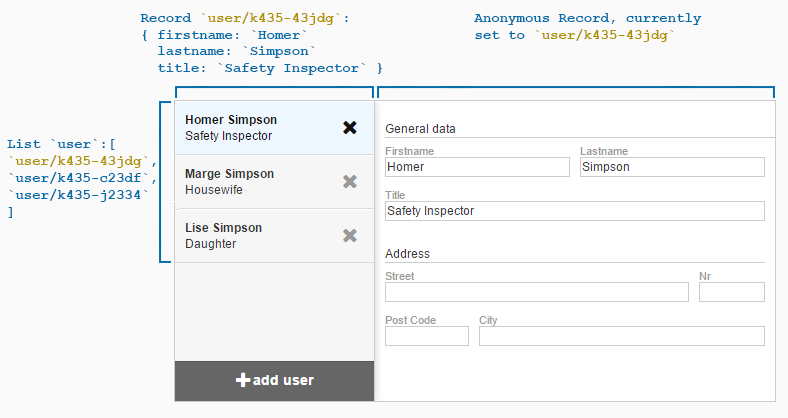 Record `user/k435-43jdg`:
{ firstname: `Homer`
lastname: `Simpson`
title: `Safety Inspector` }
Anonymous Record, currently
set to `user/k435-43jdg`
List `user`:[
`user/k435-43jdg`,
`user/k435-c23df`,
`user/k435-j2334`
]
Homer Simpson
Safety Inspector
Marge Simpson
Housewife
Lise Simpson
Daughter
add user
General data
Firstname Lastname
Homer Simpson
Title
Safety Inspector
Address
Street Nr
Post Code City